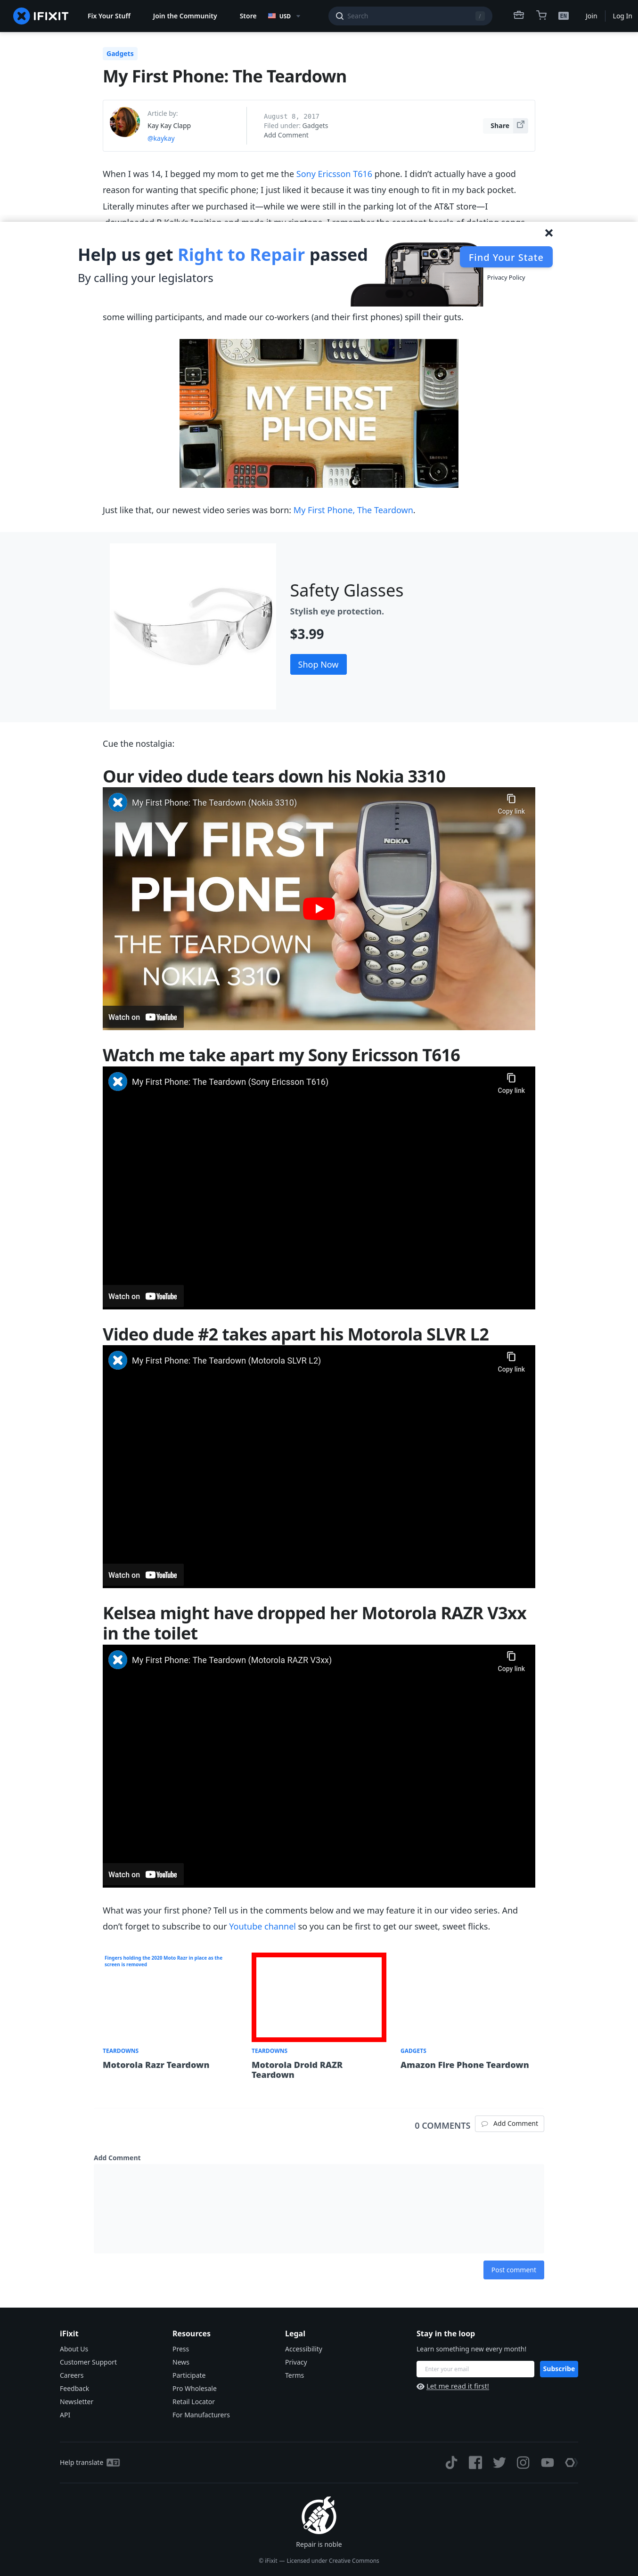 IFIXIT
Fix Your Stuff
Join the Community
Store
USD
Search
/
Join
Log In
Gadgets
My First Phone: The Teardown
Article by:
Kay Kay Clapp
@kaykay
August 8, 2017
Filed under: Gadgets
Add Comment
Share
When I was 14, I begged my mom to get me the Sony Ericsson T616 phone. I didn't actually have a good
reason for wanting that specific phone; I just liked it because it was tiny enough to fit in my back pocket.
Literally minutes after we purchased it—while we were still in the parking lot of the AT&T store—I
Help us get Right to Repair passed
By calling your legislators
Find Your State
Privacy Policy
some willing participants, and made our co-workers (and their first phones) spill their guts.
MY FIRST
PHONE
Just like that, our newest video series was born: My First Phone, The Teardown.
Safety Glasses
Stylish eye protection.
$3.99
Shop Now
Cue the nostalgia:
Our video dude tears down his Nokia 3310
My First Phone: The Teardown (Nokia 3310)
Copy link
MY FIRST
PHONE
THE TEARDOWN
NOKIA 3310
NOKIA
Watch on YouTube
Watch me take apart my Sony Ericsson T616
My First Phone: The Teardown (Sony Ericsson T616)
Copy link
Watch on YouTube
Video dude #2 takes apart his Motorola SLVR L2
My First Phone: The Teardown (Motorola SLVR L2)
Copy link
Watch on YouTube
Kelsea might have dropped her Motorola RAZR V3xx
in the toilet
My First Phone: The Teardown (Motorola RAZR V3xx)
Copy link
Watch on YouTube
What was your first phone? Tell us in the comments below and we may feature it in our video series. And
don't forget to subscribe to our Youtube channel so you can be first to get our sweet, sweet flicks.
Fingers holding the 2020 Moto Razr in place as the
screen is removed
TEARDOWNS
Motorola Razr Teardown
TEARDOWNS
Motorola Droid RAZR
Teardown
GADGETS
Amazon Fire Phone Teardown
0 COMMENTS
Add Comment
Add Comment
Post comment
iFixit
About Us
Customer Support
Careers
Feedback
Newsletter
API
Resources
Press
News
Participate
Pro Wholesale
Retail Locator
For Manufacturers
Legal
Accessibility
Privacy
Terms
Stay in the loop
Learn something new every month!
Enter your email
Subscribe
Let me read it first!
Help translate
Repair is noble
© iFixit — Licensed under Creative Commons